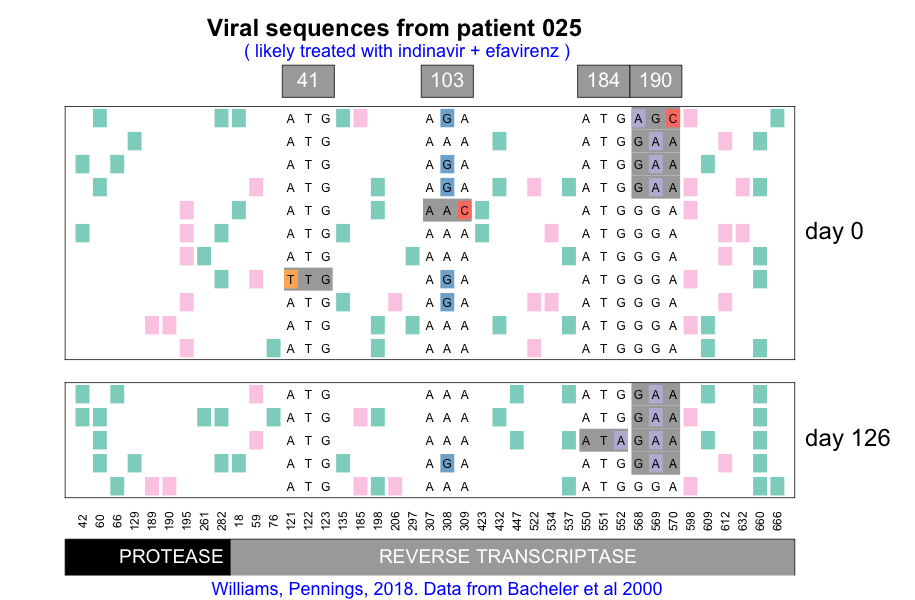 Viral sequences from patient 025
( likely treated with indinavir + efavirenz )
41 103 184 190
A T G A G A A T G A G C
A T G A A A A T G G A A
A T G A G A A T G G A A
A T G A G A A T G G A A
A T G A A C A T G G G A
A T G A A A A T G G G A
day 0
A T G A A A A T G G G A
T T G A G A A T G G G A
A T G A G A A T G G G A
A T G A A A A T G G G A
A T G A A A A T G G G A
A T G A A A A T G G A A
A T G A A A A T G G A A
A T G A A A A T A G A A
day 126
A T G A G A A T G G A A
A T G A A A A T G G G A
42 60 66 129 189 190 195 261 282 18 59 76 121 122 123 135 185 198 206 297 307 308 309 423 432 447 522 534 537 550 551 552 568 569 570 598 609 612 632 660 666
PROTEASE REVERSE TRANSCRIPTASE
Williams, Pennings, 2018. Data from Bacheler et al 2000